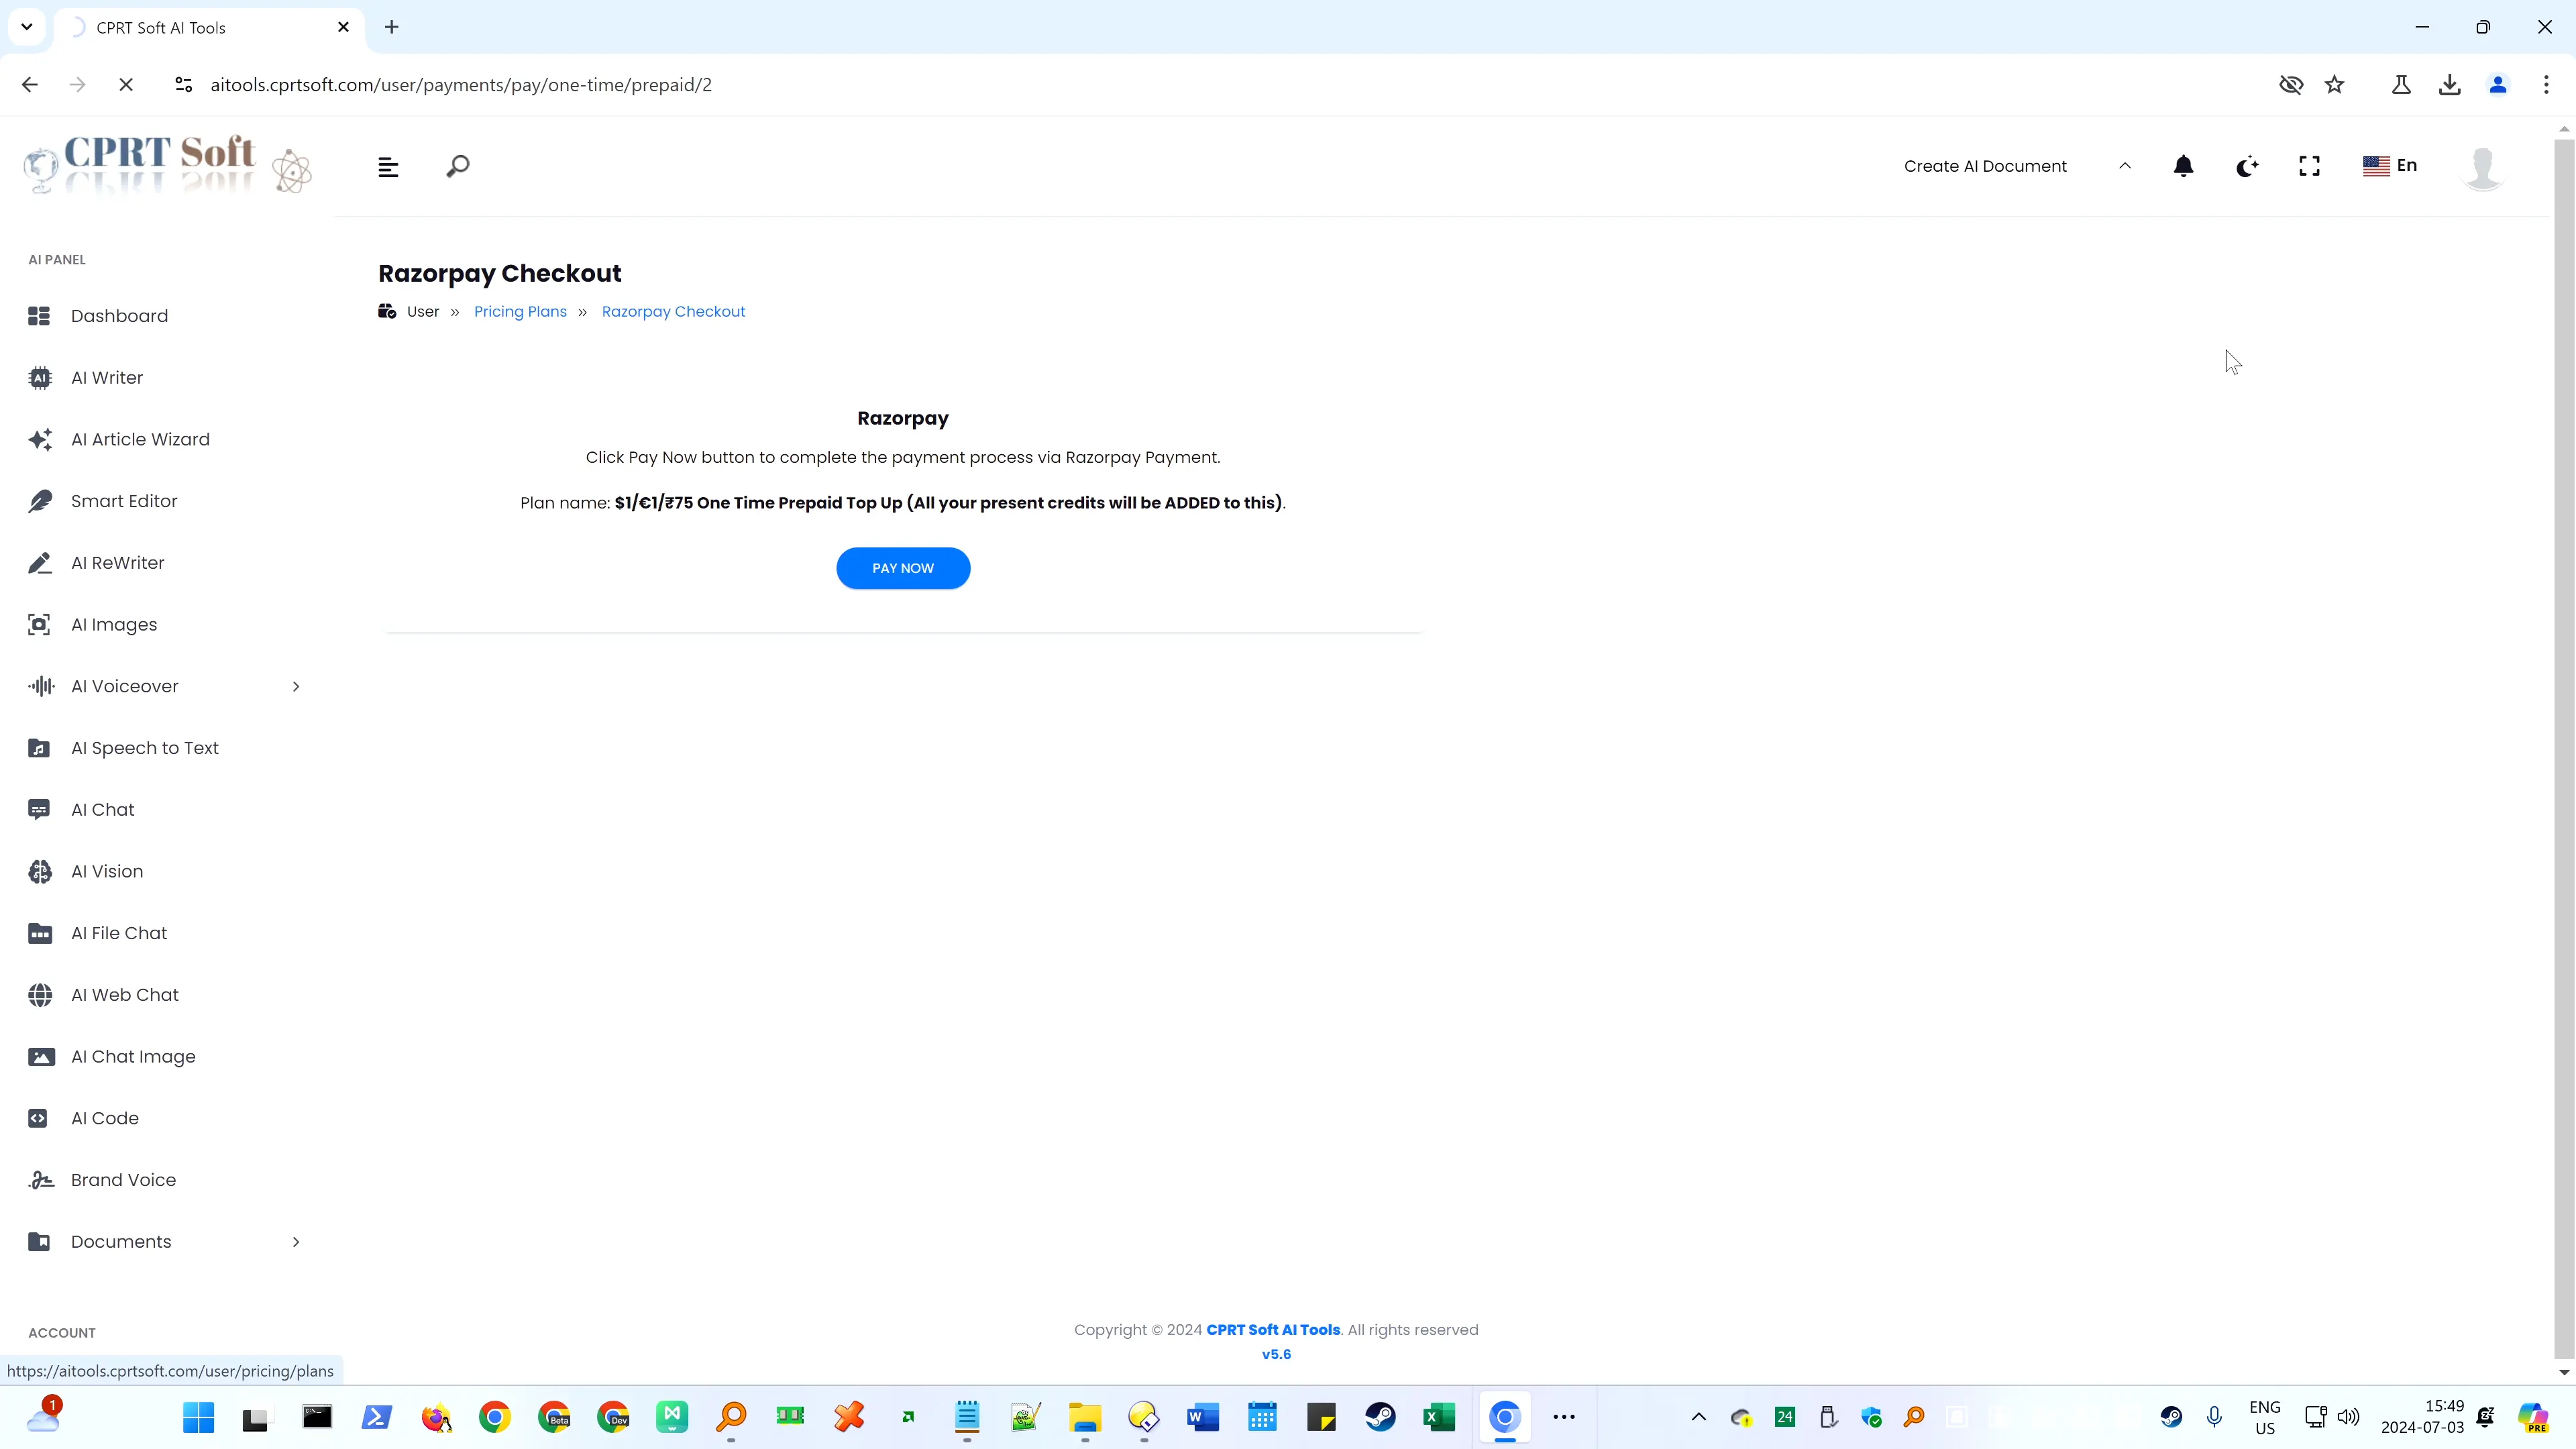 CPRT Soft AI Tools
aitools.cprtsoft.com/user/payments/pay/one-time/prepaid/2
CPRT Soft
Create AI Document
En
AI PANEL
Dashboard
AI Writer
AI Article Wizard
Smart Editor
AI ReWriter
AI Images
AI Voiceover
AI Speech to Text
AI Chat
AI Vision
AI File Chat
AI Web Chat
AI Chat Image
AI Code
Brand Voice
Documents
ACCOUNT
Razorpay Checkout
User » Pricing Plans » Razorpay Checkout
Razorpay
Click Pay Now button to complete the payment process via Razorpay Payment.
Plan name: $1/€1/₹75 One Time Prepaid Top Up (All your present credits will be ADDED to this).
PAY NOW
Copyright © 2024 CPRT Soft AI Tools. All rights reserved
v5.6
https://aitools.cprtsoft.com/user/pricing/plans
1
Beta
Dev
24
ENG
US
15:49
2024-07-03
PRE